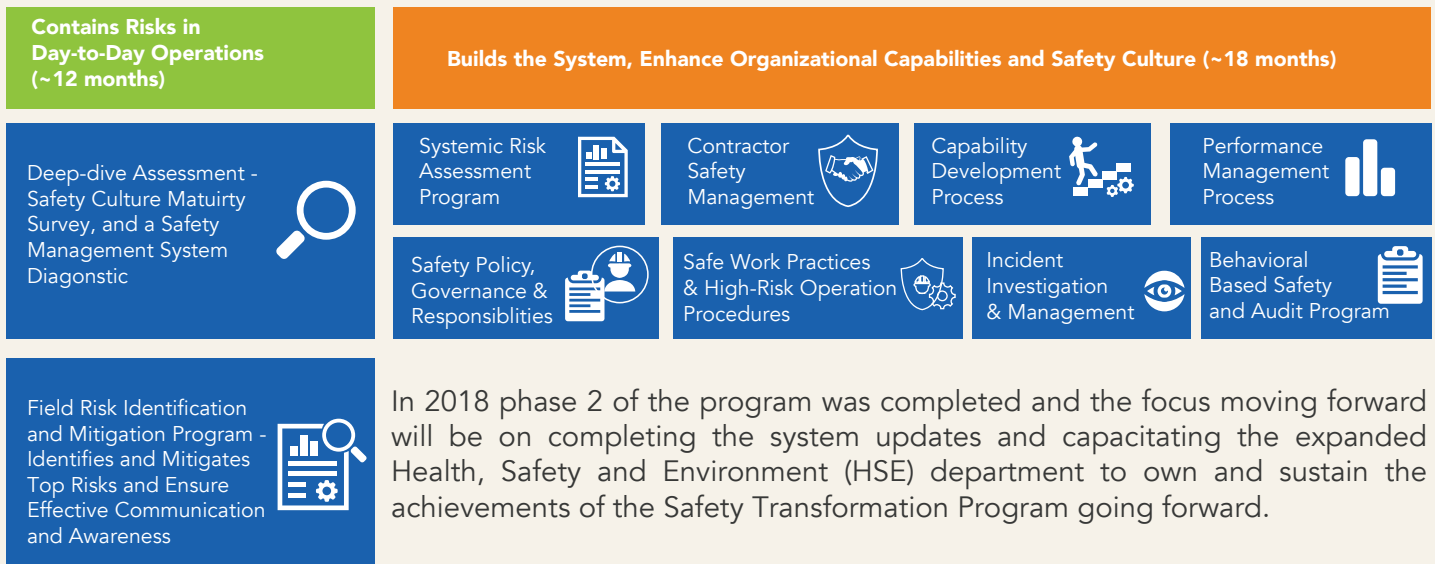 Contains Risks in
Day-to-Day Operations
(~12 months)
Builds the System, Enhance Organizational Capabilities and Safety Culture (~18 months)
Deep-dive Assessment -
Safety Culture Matuirty
Survey, and a Safety
Management System
Diagonstic
Systemic Risk
Assessment
Program
Contractor
Safety
Management
Capability
Development
Process
Performance
Management
Process
Safety Policy,
Governance &
Responsiblities
Safe Work Practices
& High-Risk Operation
Procedures
Incident
Investigation
& Management
Behavioral
Based Safety
and Audit Program
Field Risk Identification
and Mitigation Program -
Identifies and Mitigates
Top Risks and Ensure
Effective Communication
and Awareness
In 2018 phase 2 of the program was completed and the focus moving forward
will be on completing the system updates and capacitating the expanded
Health, Safety and Environment (HSE) department to own and sustain the
achievements of the Safety Transformation Program going forward.